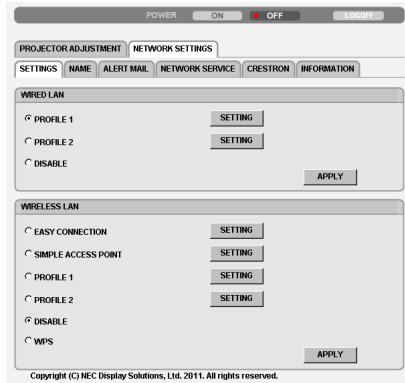 POWER ON OFF LOGOFF
PROJECTOR ADJUSTMENT NETWORK SETTINGS
SETTINGS NAME ALERT MAIL NETWORK SERVICE CRESTRON INFORMATION
WIRED LAN
PROFILE 1 SETTING
PROFILE 2 SETTING
DISABLE
APPLY
WIRELESS LAN
EASY CONNECTION SETTING
SIMPLE ACCESS POINT SETTING
PROFILE 1 SETTING
PROFILE 2 SETTING
DISABLE
WPS
APPLY
Copyright (C) NEC Display Solutions, Ltd. 2011. All rights reserved.